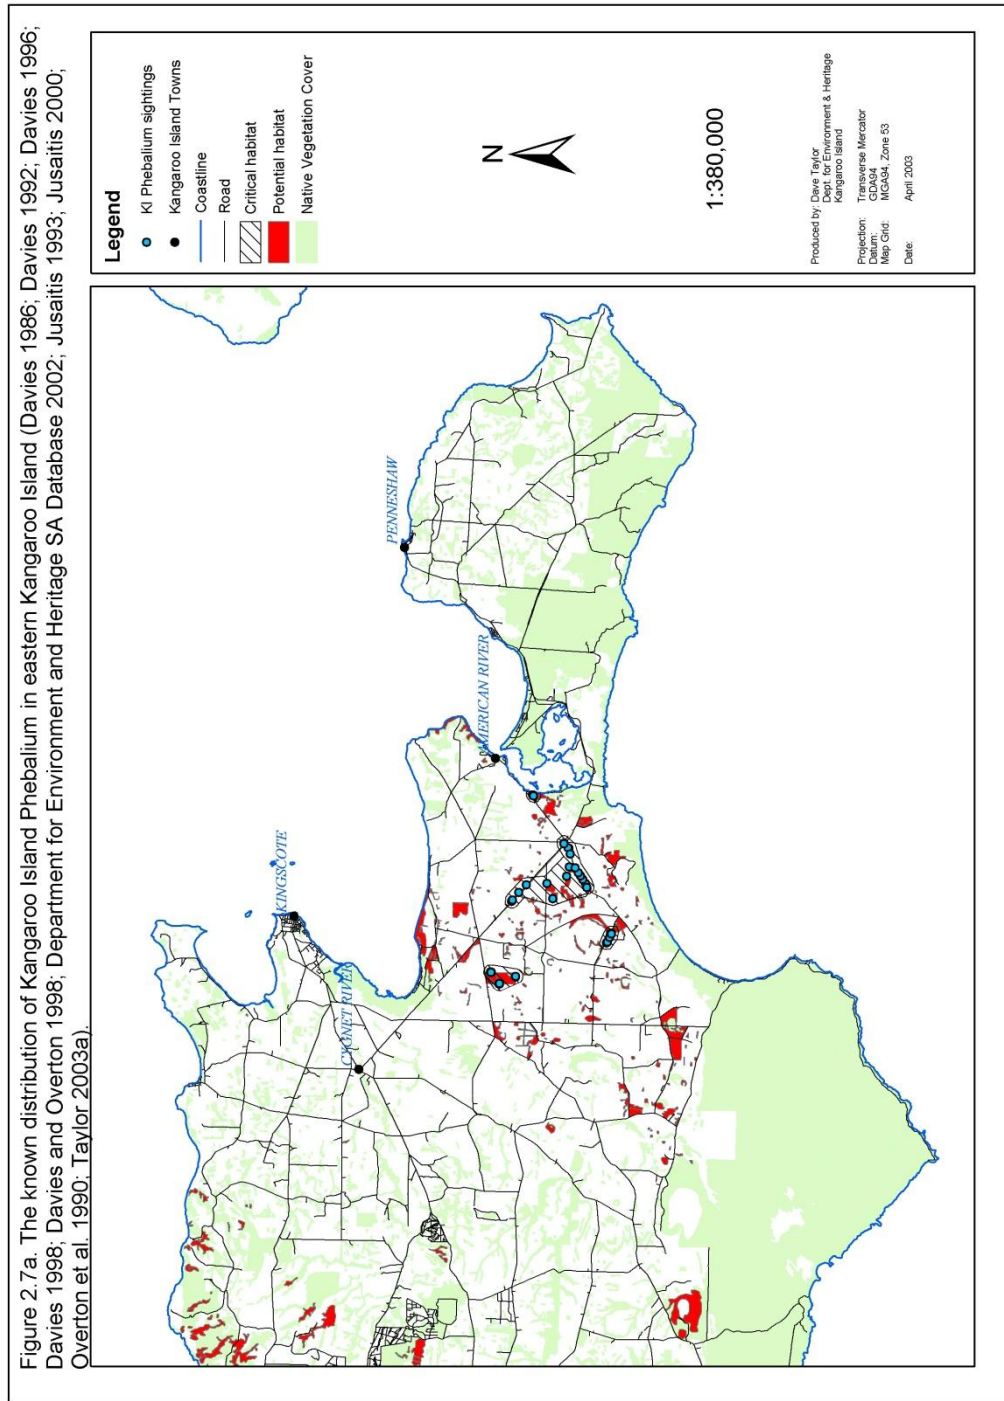 Figure 2.7a. The known distribution of Kangaroo Island Phebalium in eastern Kangaroo Island (Davies 1986; Davies 1992; Davies 1996;
Davies 1998; Davies and Overton 1998; Department for Environment and Heritage SA Database 2002; Jusaitis 1993; Jusaitis 2000;
Overton et al. 1990; Taylor 2003a).
KINGSCOTE
CYGNET RIVER
PENNESHAW
AMERICAN RIVER
Legend
KI Phebalium sightings
Kangaroo Island Towns
Coastline
Road
Critical habitat
Potential habitat
Native Vegetation Cover
N
1:380,000
Produced by: Dave Taylor
Dept. for Environment & Heritage
Kangaroo Island
Projection: Transverse Mercator
Datum: GDA94
Map Grid: MGA94, Zone 53
Date: April 2003